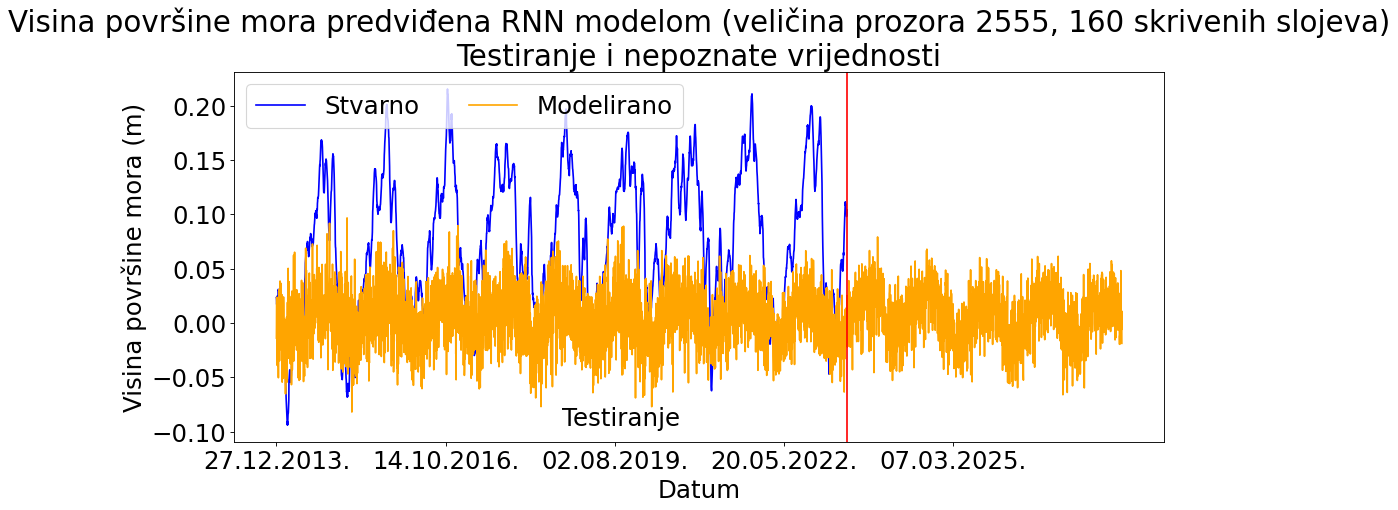 Visina površine mora predviđena RNN modelom (veličina prozora 2555, 160 skrivenih slojeva)
Testiranje i nepoznate vrijednosti
Stvarno
Modelirano
Visina površine mora (m)
0.20
0.15
0.10
0.05
0.00
−0.05
−0.10
Testiranje
27.12.2013.
14.10.2016.
02.08.2019.
20.05.2022.
07.03.2025.
Datum